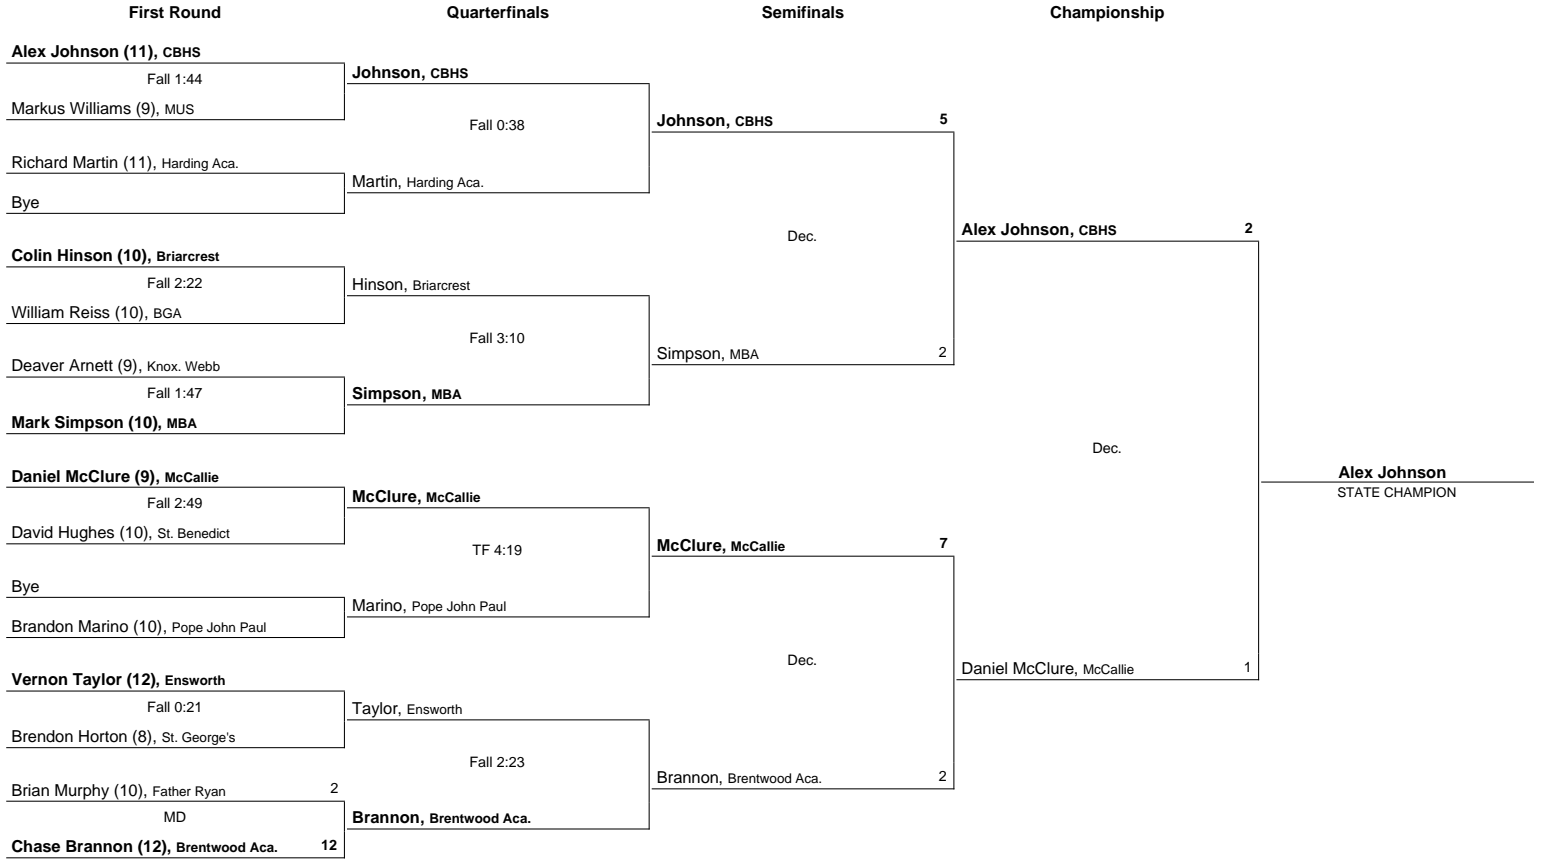 First Round
Quarterfinals
Semifinals
Championship
Alex Johnson (11), CBHS
Fall 1:44
Markus Williams (9), MUS
Richard Martin (11), Harding Aca.
Bye
Colin Hinson (10), Briarcrest
Fall 2:22
William Reiss (10), BGA
Deaver Arnett (9), Knox. Webb
Fall 1:47
Mark Simpson (10), MBA
Daniel McClure (9), McCallie
Fall 2:49
David Hughes (10), St. Benedict
Bye
Brandon Marino (10), Pope John Paul
Vernon Taylor (12), Ensworth
Fall 0:21
Brendon Horton (8), St. George's
Brian Murphy (10), Father Ryan 2
MD
Chase Brannon (12), Brentwood Aca. 12
Johnson, CBHS
Fall 0:38
Martin, Harding Aca.
Hinson, Briarcrest
Fall 3:10
Simpson, MBA
McClure, McCallie
TF 4:19
Marino, Pope John Paul
Taylor, Ensworth
Fall 2:23
Brannon, Brentwood Aca.
Johnson, CBHS 5
Dec.
Simpson, MBA 2
McClure, McCallie 7
Dec.
Brannon, Brentwood Aca. 2
Alex Johnson, CBHS 2
Dec.
Daniel McClure, McCallie 1
Alex Johnson
STATE CHAMPION